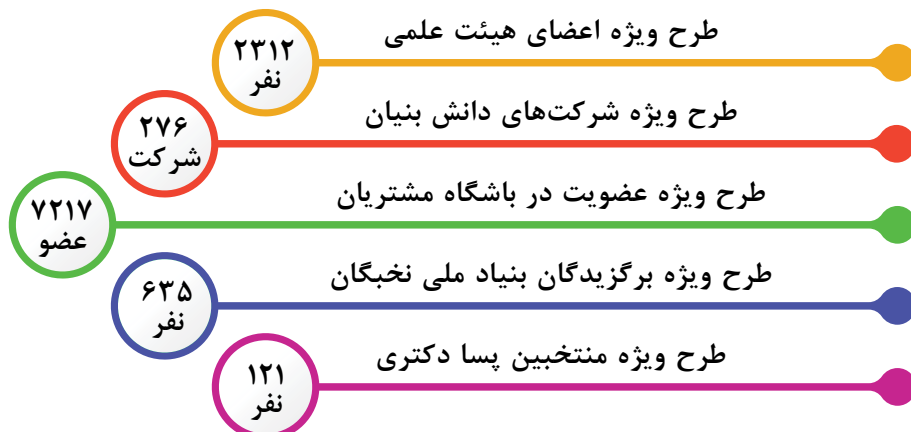 طرح ویژه اعضای هیئت علمی
۲۳۱۲
نفر
طرح ویژه شرکت‌های دانش بنیان
۲۷۶
شرکت
طرح ویژه عضویت در باشگاه مشتریان
۷۲۱۷
عضو
طرح ویژه برگزیدگان بنیاد ملی نخبگان
۶۳۵
نفر
طرح ویژه منتخبین پسا دکتری
۱۲۱
نفر